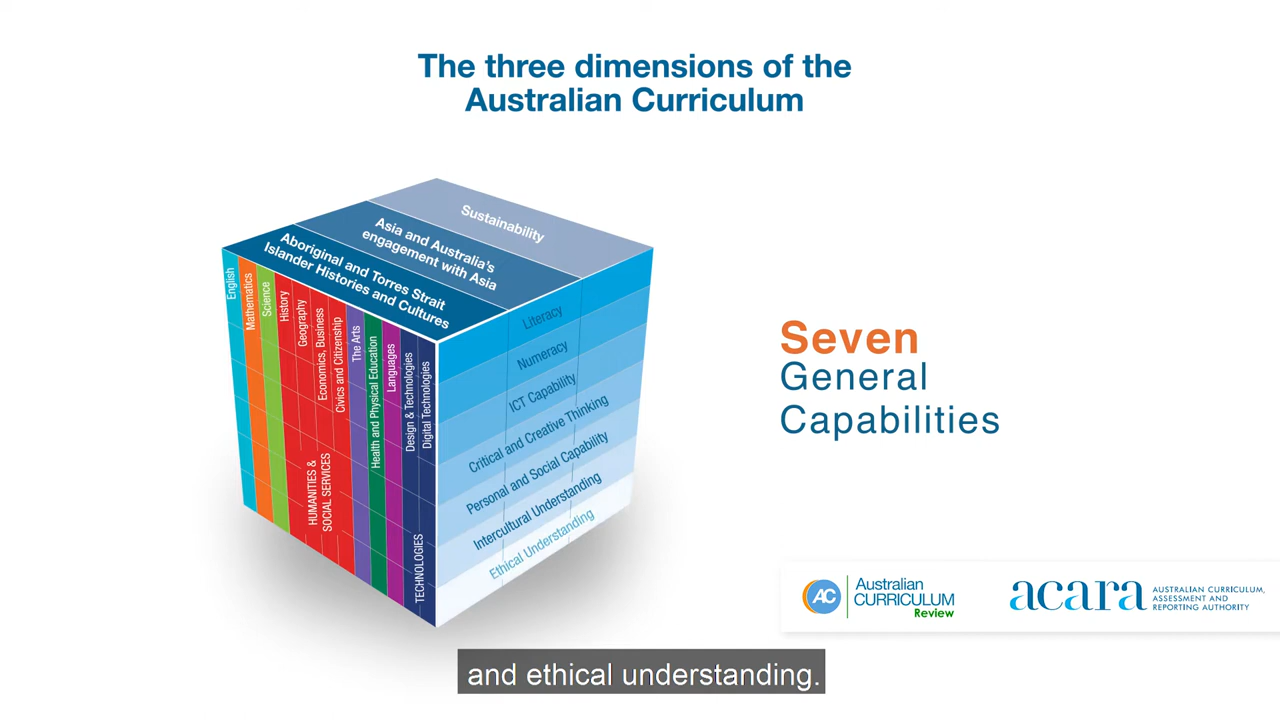 The three dimensions of the
Australian Curriculum
Sustainability
Asia and Australia's
engagement with Asia
Aboriginal and Torres Strait
Islander Histories and Cultures
English
Mathematics
Science
History
Geography
Economics, Business
Civics and Citizenship
HUMANITIES &
SOCIAL SERVICES
The Arts
Health and Physical Education
Languages
Design & Technologies
Digital Technologies
TECHNOLOGIES
Literacy
Numeracy
ICT Capability
Critical and Creative Thinking
Personal and Social Capability
Intercultural Understanding
Ethical Understanding
Seven
General
Capabilities
AC
Australian
CURRICULUM
Review
acara
AUSTRALIAN CURRICULUM,
ASSESSMENT AND
REPORTING AUTHORITY
and ethical understanding.